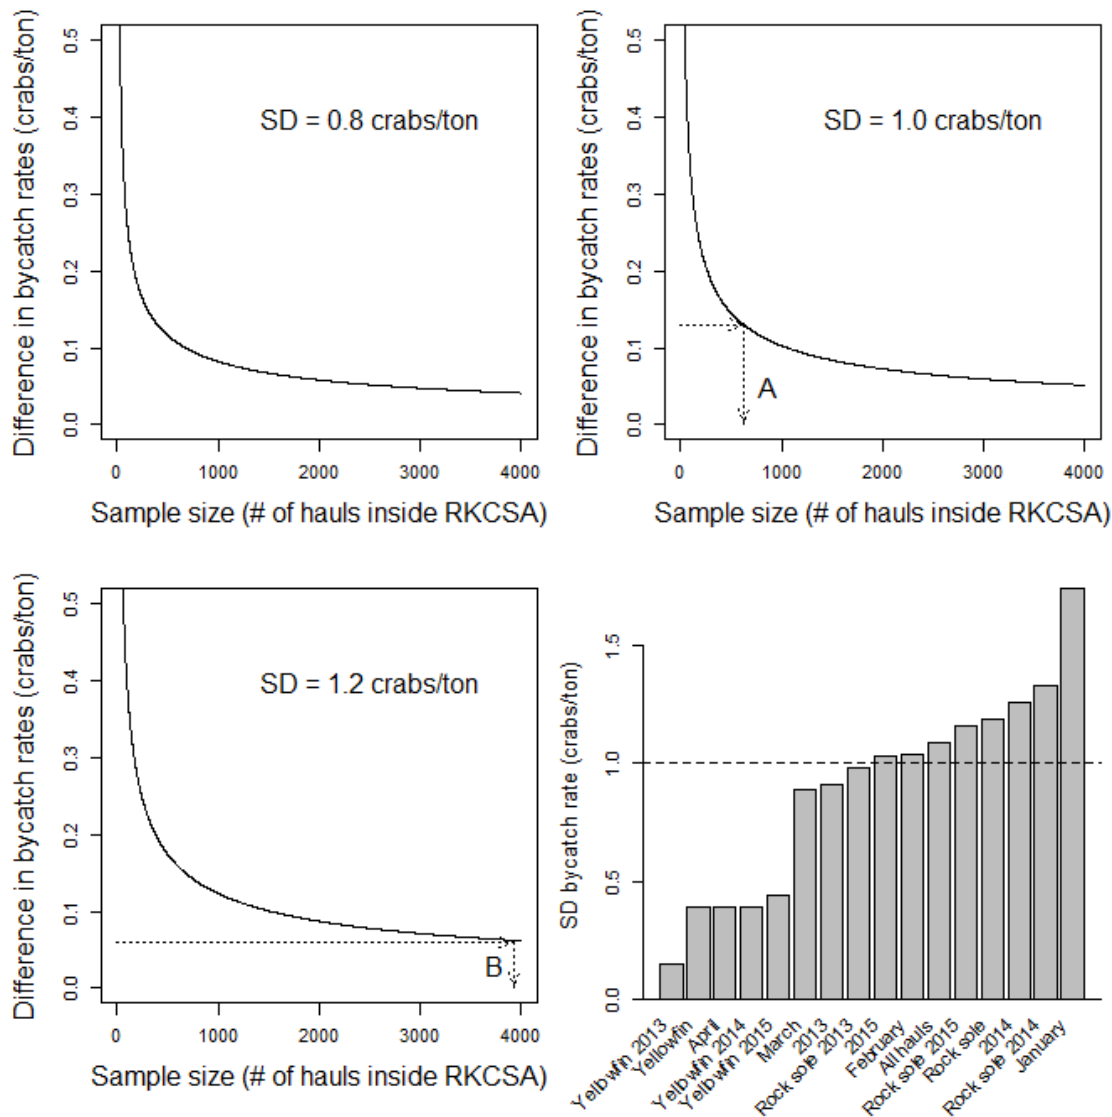 Difference in bycatch rates (crabs/ton)
0.5
0.4
0.3
0.2
0.1
0.0
SD = 0.8 crabs/ton
0 1000 2000 3000 4000
Sample size (# of hauls inside RKCSA)
Difference in bycatch rates (crabs/ton)
0.5
0.4
0.3
0.2
0.1
0.0
SD = 1.0 crabs/ton
A
0 1000 2000 3000 4000
Sample size (# of hauls inside RKCSA)
Difference in bycatch rates (crabs/ton)
0.5
0.4
0.3
0.2
0.1
0.0
SD = 1.2 crabs/ton
B
0 1000 2000 3000 4000
Sample size (# of hauls inside RKCSA)
SD bycatch rate (crabs/ton)
1.5
1.0
0.5
0.0
Yellowfin 2013
Yellowfin
April
Yellowfin 2014
Yellowfin 2015
March
2013
Rock sole 2013
2015
February
All hauls
Rock sole 2015
Rock sole
2014
Rock sole 2014
January